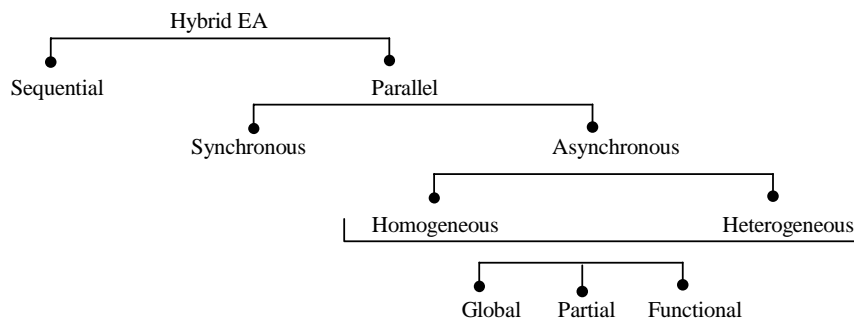 Hybrid EA
Sequential Parallel
Synchronous Asynchronous
Homogeneous Heterogeneous
Global Partial Functional